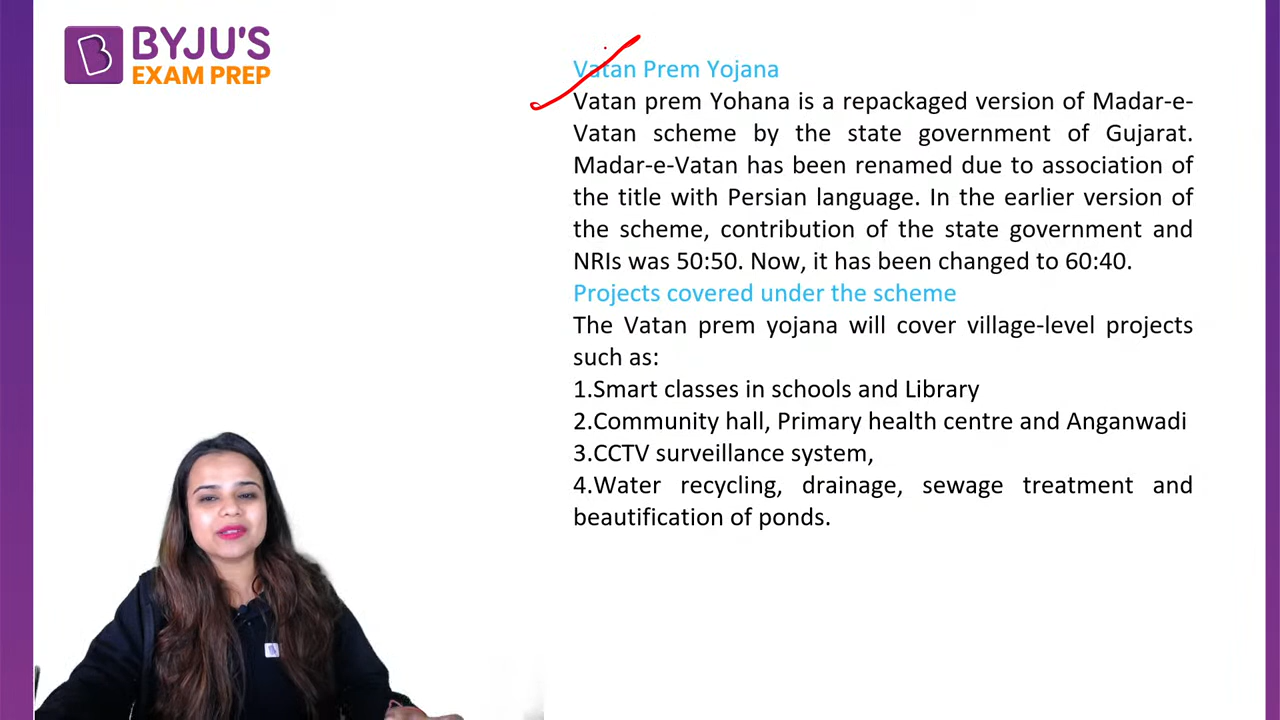 BYJU'S
EXAM PREP
Vatan Prem Yojana
Vatan prem Yohana is a repackaged version of Madar-e-
Vatan scheme by the state government of Gujarat.
Madar-e-Vatan has been renamed due to association of
the title with Persian language. In the earlier version of
the scheme, contribution of the state government and
NRIs was 50:50. Now, it has been changed to 60:40.
Projects covered under the scheme
The Vatan prem yojana will cover village-level projects
such as:
1.Smart classes in schools and Library
2.Community hall, Primary health centre and Anganwadi
3.CCTV surveillance system,
4.Water recycling, drainage, sewage treatment and
beautification of ponds.